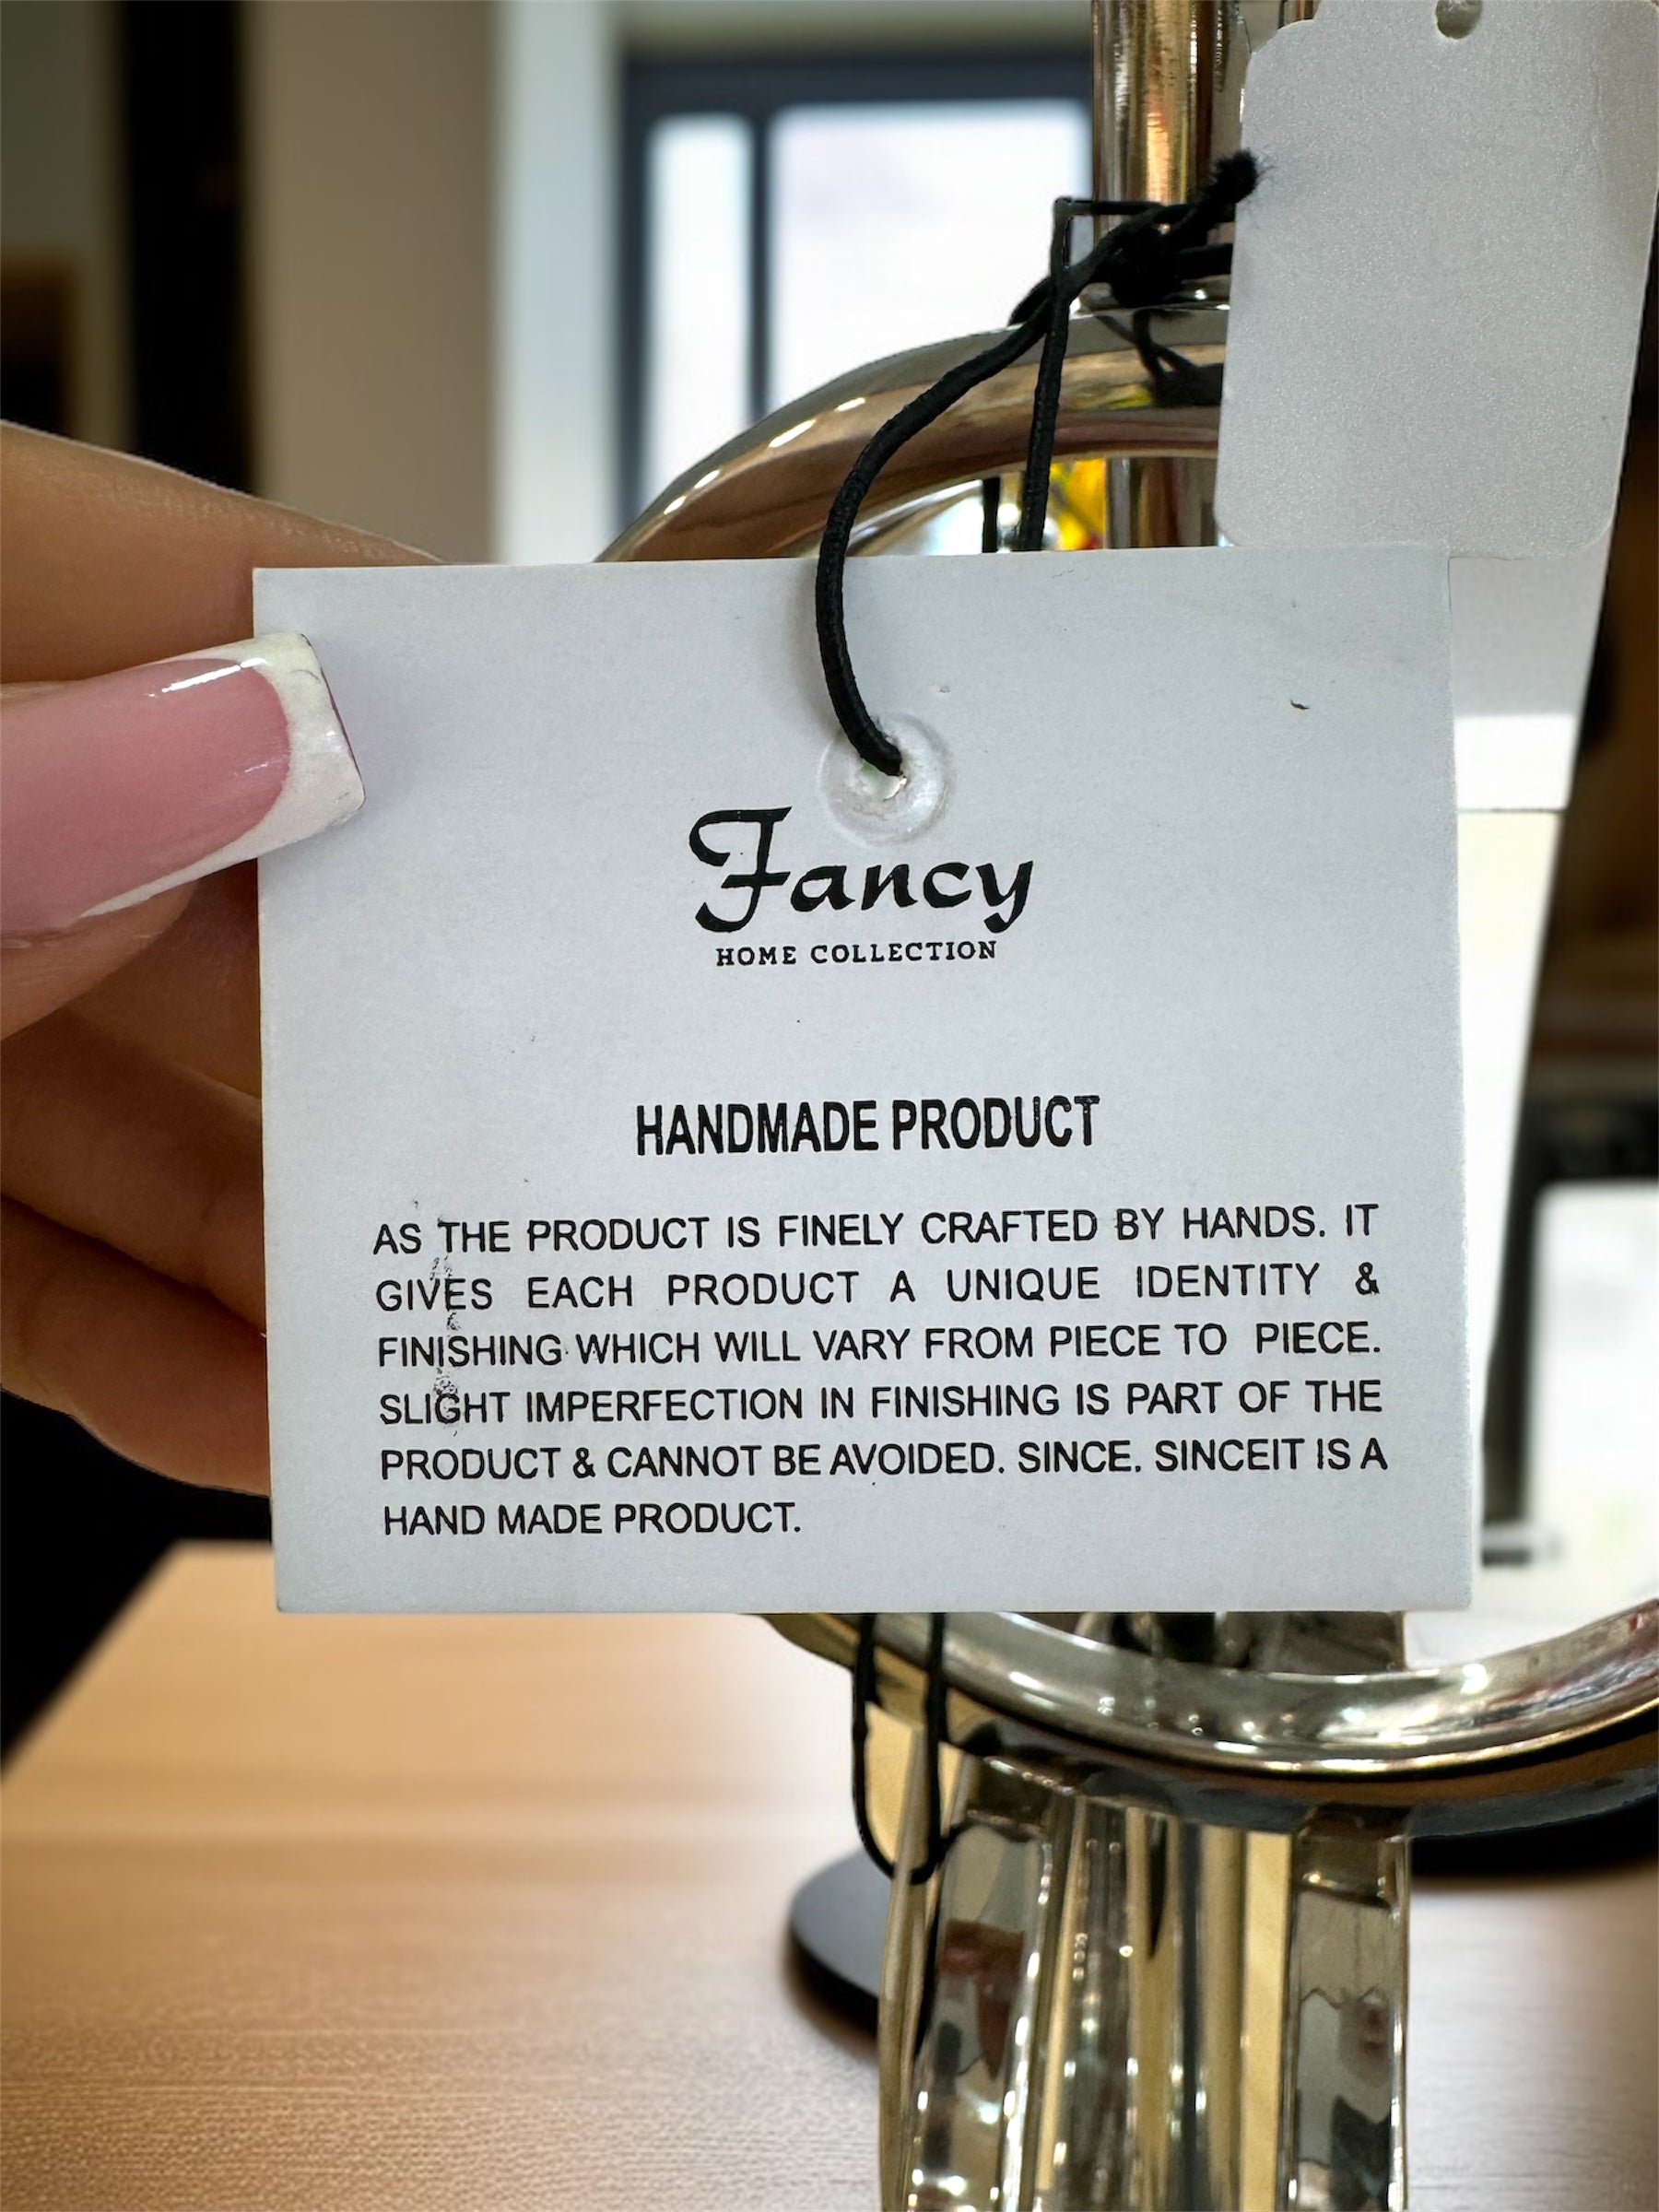 Fancy
HOME COLLECTION
HANDMADE PRODUCT
AS THE PRODUCT IS FINELY CRAFTED BY HANDS. IT
GIVES EACH PRODUCT A UNIQUE IDENTITY &
FINISHING WHICH WILL VARY FROM PIECE TO PIECE.
SLIGHT IMPERFECTION IN FINISHING IS PART OF THE
PRODUCT & CANNOT BE AVOIDED. SINCE. SINCEIT IS A
HAND MADE PRODUCT.